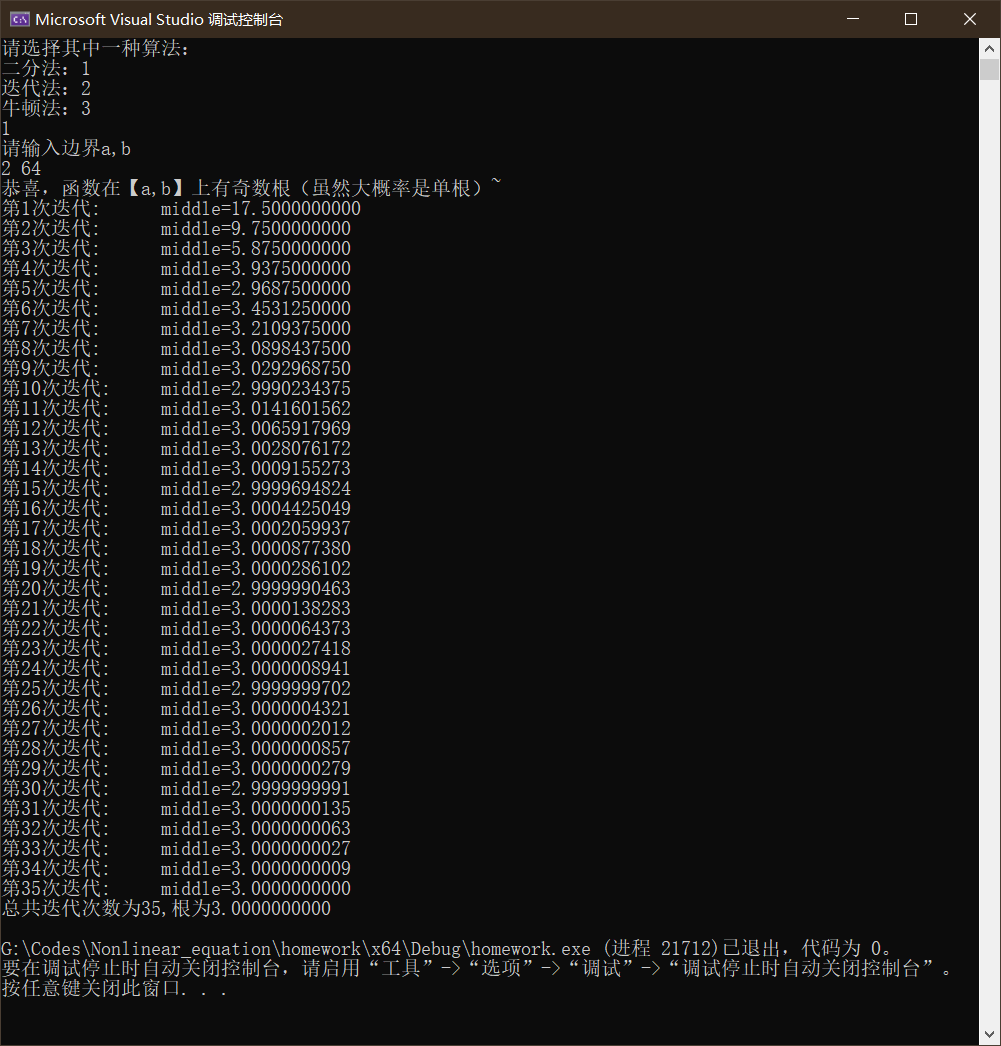 Microsoft Visual Studio 调试控制台
请选择其中一种算法：
二分法：1
迭代法：2
牛顿法：3
1
请输入边界a,b
2 64
恭喜，函数在【a,b】上有奇数根（虽然大概率是单根）~
第1次迭代: middle=17.5000000000
第2次迭代: middle=9.7500000000
第3次迭代: middle=5.8750000000
第4次迭代: middle=3.9375000000
第5次迭代: middle=2.9687500000
第6次迭代: middle=3.4531250000
第7次迭代: middle=3.2109375000
第8次迭代: middle=3.0898437500
第9次迭代: middle=3.0292968750
第10次迭代: middle=2.9990234375
第11次迭代: middle=3.0141601562
第12次迭代: middle=3.0065917969
第13次迭代: middle=3.0028076172
第14次迭代: middle=3.0009155273
第15次迭代: middle=2.9999694824
第16次迭代: middle=3.0004425049
第17次迭代: middle=3.0002059937
第18次迭代: middle=3.0000877380
第19次迭代: middle=3.0000286102
第20次迭代: middle=2.9999990463
第21次迭代: middle=3.0000138283
第22次迭代: middle=3.0000064373
第23次迭代: middle=3.0000027418
第24次迭代: middle=3.0000008941
第25次迭代: middle=2.9999999702
第26次迭代: middle=3.0000004321
第27次迭代: middle=3.0000002012
第28次迭代: middle=3.0000000857
第29次迭代: middle=3.0000000279
第30次迭代: middle=2.9999999991
第31次迭代: middle=3.0000000135
第32次迭代: middle=3.0000000063
第33次迭代: middle=3.0000000027
第34次迭代: middle=3.0000000009
第35次迭代: middle=3.0000000000
总共迭代次数为35,根为3.0000000000
G:\Codes\Nonlinear_equation\homework\x64\Debug\homework.exe (进程 21712)已退出，代码为 0。
要在调试停止时自动关闭控制台，请启用“工具”->“选项”->“调试”->“调试停止时自动关闭控制台”。
按任意键关闭此窗口. . .